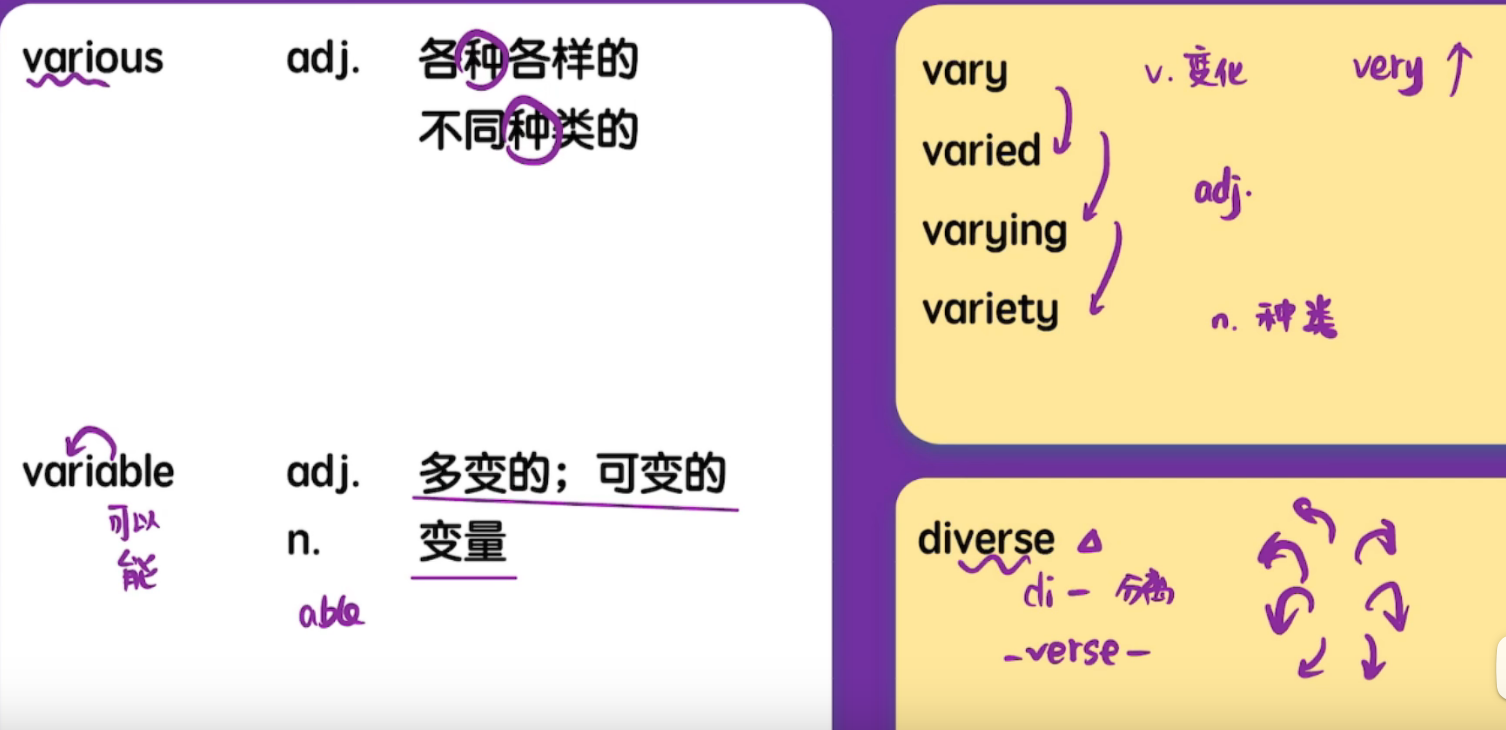 various adj. 各种各样的
不同种类的
variable adj. 多变的；可变的
可以 n. 变量
能
able
vary v. 变化 very ↑
varied
adj.
varying
variety n. 种类
diverse △
di - 分离
-verse-